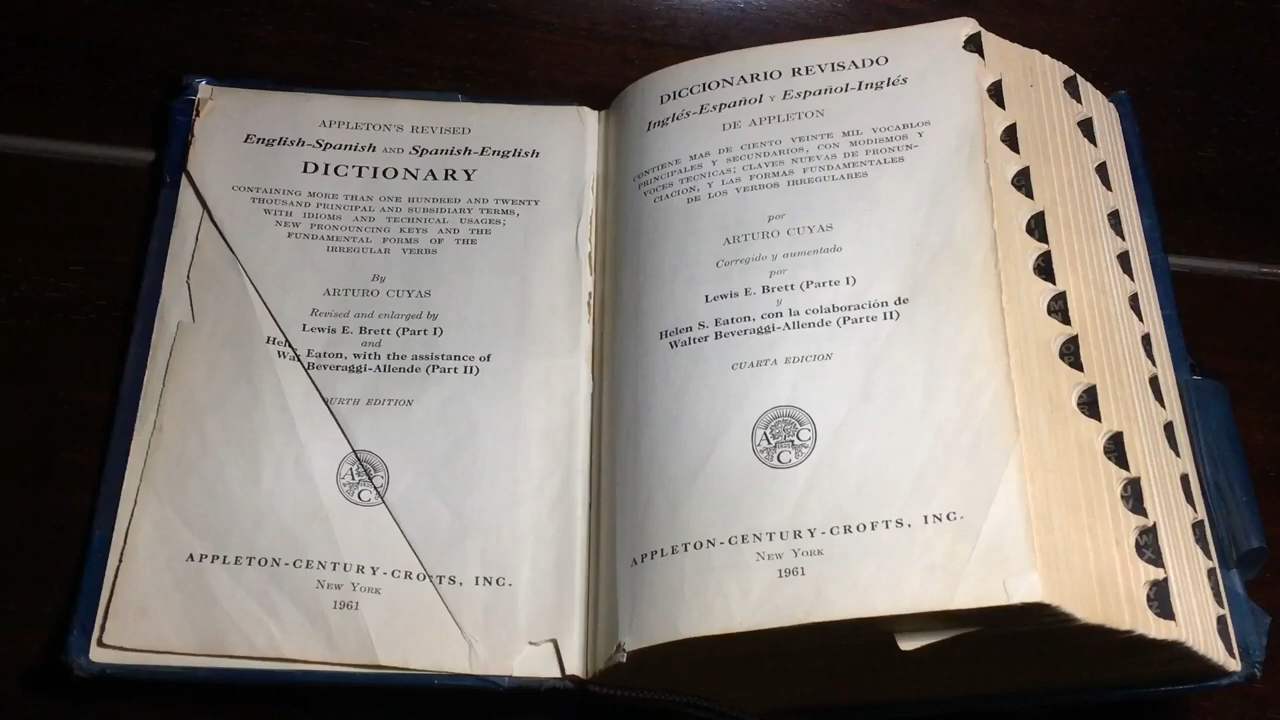 APPLETON'S REVISED
English-Spanish AND Spanish-English
DICTIONARY
CONTAINING MORE THAN ONE HUNDRED AND TWENTY
THOUSAND PRINCIPAL AND SUBSIDIARY TERMS,
WITH IDIOMS AND TECHNICAL USAGES;
NEW PRONOUNCING KEYS AND THE
FUNDAMENTAL FORMS OF THE
IRREGULAR VERBS
By
ARTURO CUYAS
Revised and enlarged by
Lewis E. Brett (Part I)
and
Eaton, with the assistance of
Beveraggi-Allende (Part II)
EDITION
A C C
APPLETON-CENTURY-CROFTS, INC.
NEW YORK
1961
DICCIONARIO REVISADO
Inglés-Español Y Español-Inglés
DE APPLETON
CONTIENE MAS DE CIENTO VEINTE MIL VOCABLOS
PRINCIPALES Y SECUNDARIOS, CON MODISMOS Y
VOCES TECNICAS; CLAVES NUEVAS DE PRONUN-
CIACION, Y LAS FORMAS FUNDAMENTALES
DE LOS VERBOS IRREGULARES
por
ARTURO CUYAS
Corregido y aumentado
por
Lewis E. Brett (Parte I)
y
Helen S. Eaton, con la colaboración de
Walter Beveraggi-Allende (Parte II)
CUARTA EDICION
A C C
APPLETON-CENTURY-CROFTS, INC.
NEW YORK
1961
K
MN
OP
UV
WX
YZ